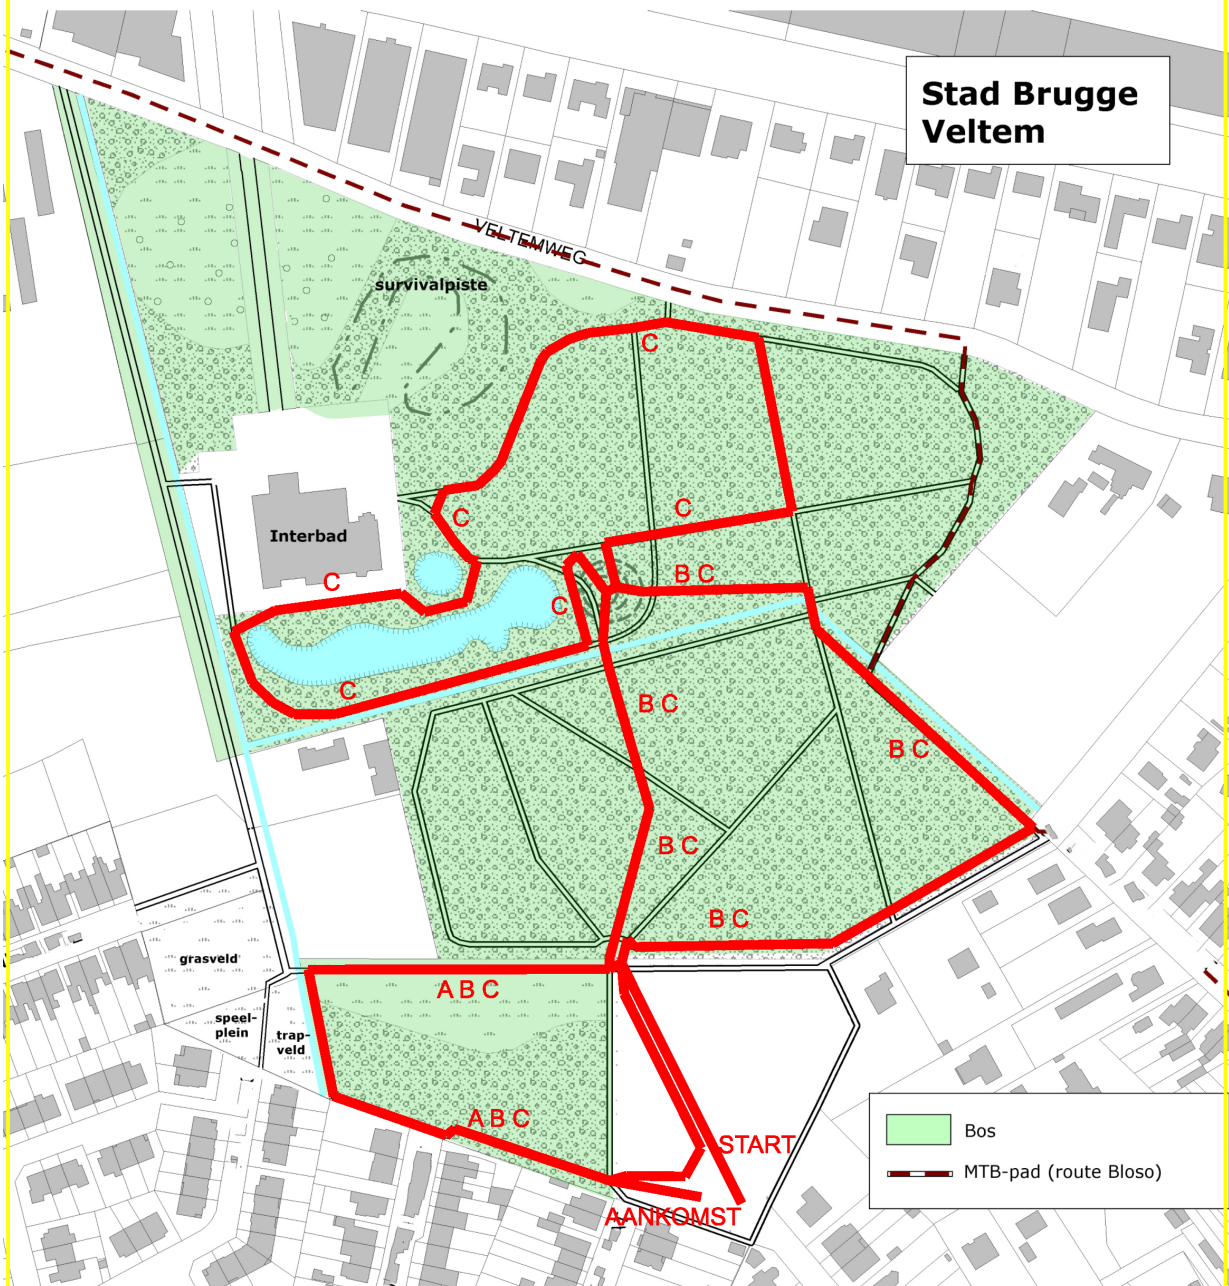 Stad Brugge
Veltem
VELTEMWEG
survivalpiste
C
C
C
Interbad
C
B C
C
C
B C
B C
B C
B C
grasveld
A B C
speel-
plein
trap-
veld
A B C
START
Bos
MTB-pad (route Bloso)
AANKOMST